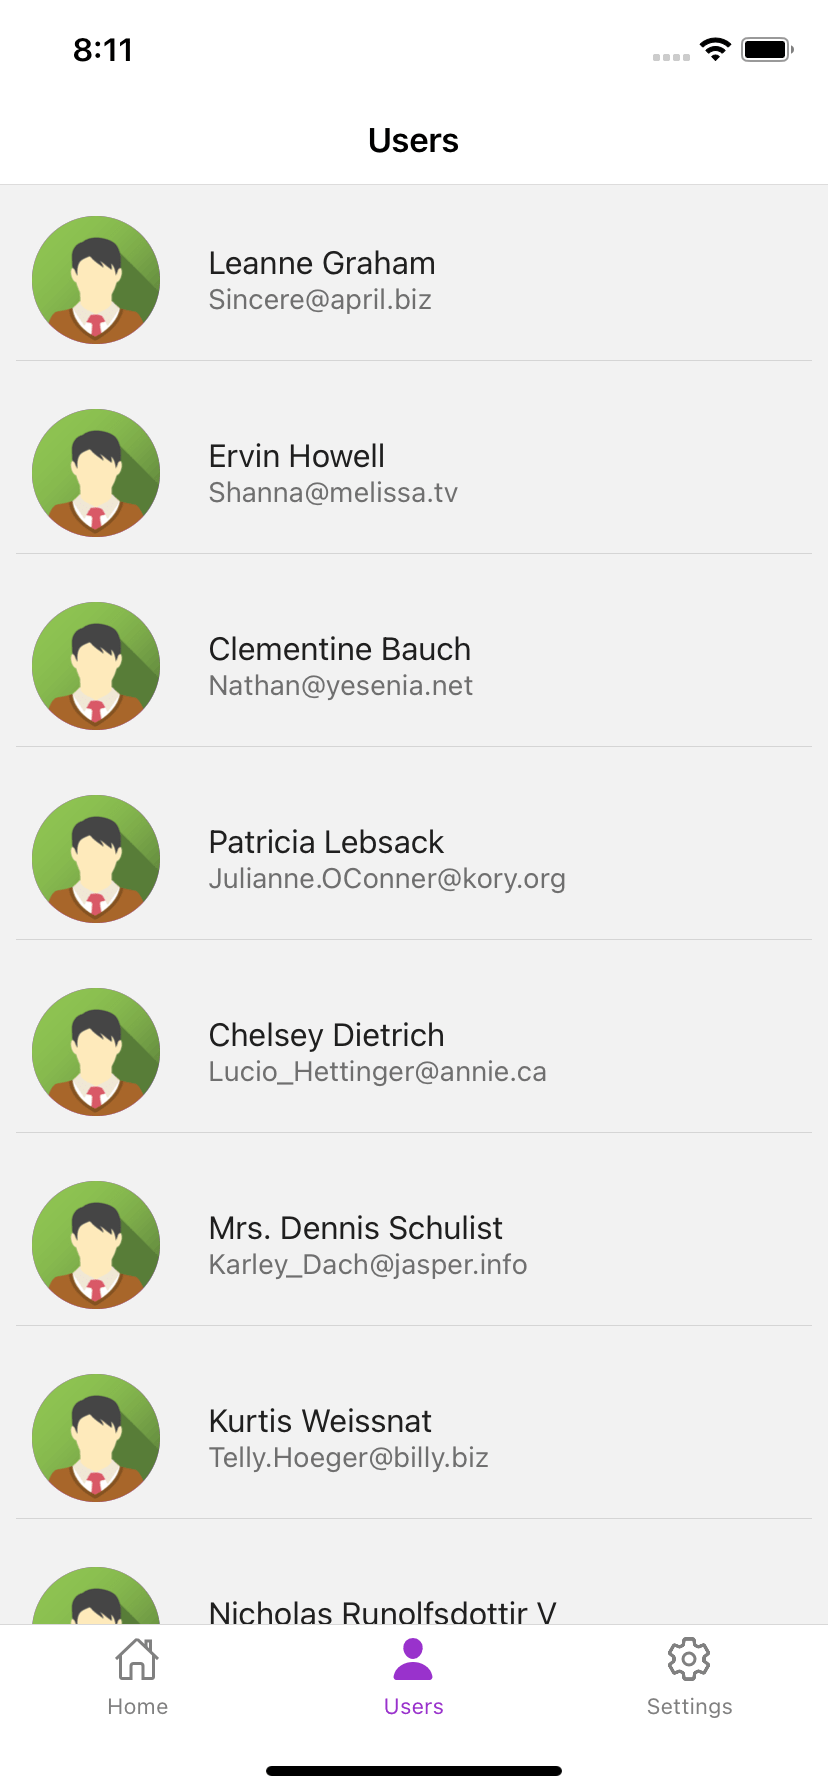 8:11
Users
Leanne Graham
Sincere@april.biz
Ervin Howell
Shanna@melissa.tv
Clementine Bauch
Nathan@yesenia.net
Patricia Lebsack
Julianne.OConner@kory.org
Chelsey Dietrich
Lucio_Hettinger@annie.ca
Mrs. Dennis Schulist
Karley_Dach@jasper.info
Kurtis Weissnat
Telly.Hoeger@billy.biz
Nicholas Runolfsdottir V
Home
Users
Settings